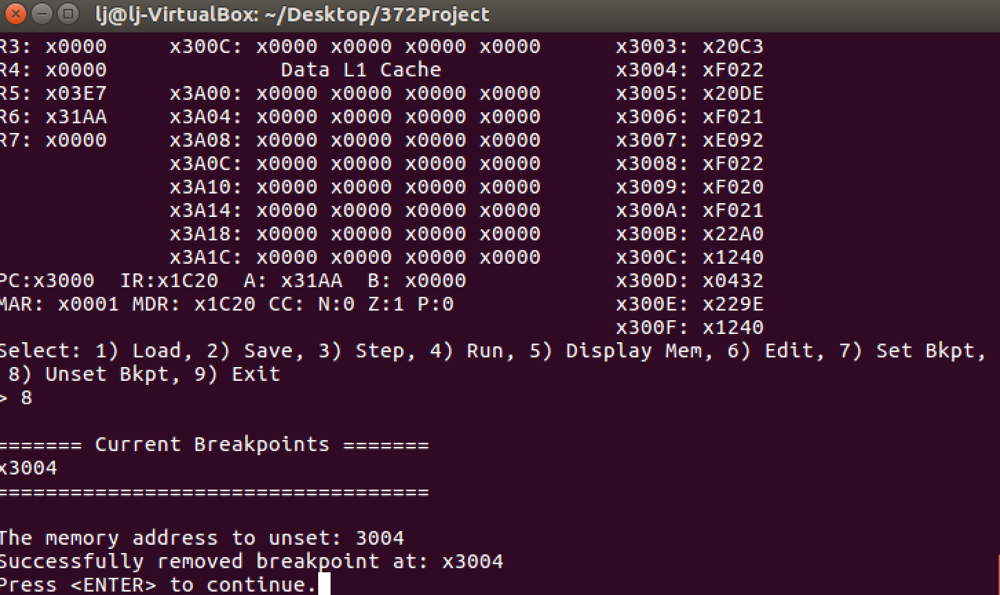 lj@lj-VirtualBox: ~/Desktop/372Project
R3: x0000 x300C: x0000 x0000 x0000 x0000 x3003: x20C3
R4: x0000 Data L1 Cache x3004: xF022
R5: x03E7 x3A00: x0000 x0000 x0000 x0000 x3005: x20DE
R6: x31AA x3A04: x0000 x0000 x0000 x0000 x3006: xF021
R7: x0000 x3A08: x0000 x0000 x0000 x0000 x3007: xE092
x3A0C: x0000 x0000 x0000 x0000 x3008: xF022
x3A10: x0000 x0000 x0000 x0000 x3009: xF020
x3A14: x0000 x0000 x0000 x0000 x300A: xF021
x3A18: x0000 x0000 x0000 x0000 x300B: x22A0
x3A1C: x0000 x0000 x0000 x0000 x300C: x1240
PC:x3000 IR:x1C20 A: x31AA B: x0000 x300D: x0432
MAR: x0001 MDR: x1C20 CC: N:0 Z:1 P:0 x300E: x229E
x300F: x1240
Select: 1) Load, 2) Save, 3) Step, 4) Run, 5) Display Mem, 6) Edit, 7) Set Bkpt,
8) Unset Bkpt, 9) Exit
> 8
======= Current Breakpoints =======
x3004
===================================
The memory address to unset: 3004
Successfully removed breakpoint at: x3004
Press <ENTER> to continue.